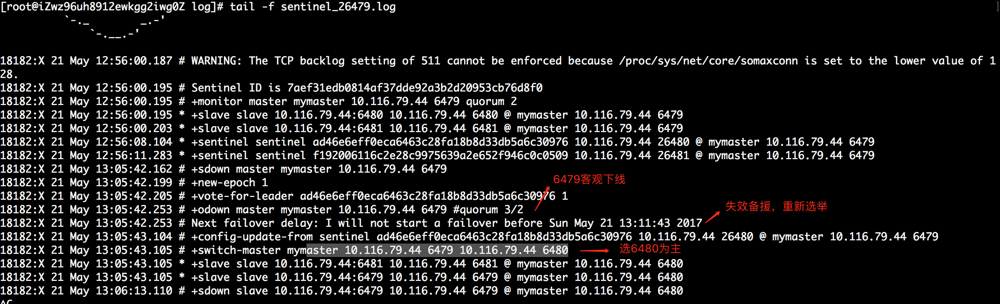 [root@iZwz96uh8912ewkgg2iwg0Z log]# tail -f sentinel_26479.log ]
`-._ _.-'
`-.__.-'
18182:X 21 May 12:56:00.187 # WARNING: The TCP backlog setting of 511 cannot be enforced because /proc/sys/net/core/somaxconn is set to the lower value of 1
28.
18182:X 21 May 12:56:00.195 # Sentinel ID is 7aef31edb0814af37dde92a3b2d20953cb76d8f0
18182:X 21 May 12:56:00.195 # +monitor master mymaster 10.116.79.44 6479 quorum 2
18182:X 21 May 12:56:00.195 * +slave slave 10.116.79.44:6480 10.116.79.44 6480 @ mymaster 10.116.79.44 6479
18182:X 21 May 12:56:00.203 * +slave slave 10.116.79.44:6481 10.116.79.44 6481 @ mymaster 10.116.79.44 6479
18182:X 21 May 12:56:08.104 * +sentinel sentinel ad46e6eff0eca6463c28fa18b8d33db5a6c30976 10.116.79.44 26480 @ mymaster 10.116.79.44 6479
18182:X 21 May 12:56:11.283 * +sentinel sentinel f192006116c2e28c9975639a2e652f946c0c0509 10.116.79.44 26481 @ mymaster 10.116.79.44 6479
18182:X 21 May 13:05:42.162 # +sdown master mymaster 10.116.79.44 6479
6479客观下线
18182:X 21 May 13:05:42.199 # +new-epoch 1
18182:X 21 May 13:05:42.205 # +vote-for-leader ad46e6eff0eca6463c28fa18b8d33db5a6c30976 1
失效备援，重新选举
18182:X 21 May 13:05:42.253 # +odown master mymaster 10.116.79.44 6479 #quorum 3/2
18182:X 21 May 13:05:42.253 # Next failover delay: I will not start a failover before Sun May 21 13:11:43 2017
18182:X 21 May 13:05:43.104 # +config-update-from sentinel ad46e6eff0eca6463c28fa18b8d33db5a6c30976 10.116.79.44 26480 @ mymaster 10.116.79.44 6479
18182:X 21 May 13:05:43.105 # +switch-master mymaster 10.116.79.44 6479 10.116.79.44 6480
选6480为主
18182:X 21 May 13:05:43.105 * +slave slave 10.116.79.44:6481 10.116.79.44 6481 @ mymaster 10.116.79.44 6480
18182:X 21 May 13:05:43.105 * +slave slave 10.116.79.44:6479 10.116.79.44 6479 @ mymaster 10.116.79.44 6480
18182:X 21 May 13:06:13.110 # +sdown slave 10.116.79.44:6479 10.116.79.44 6479 @ mymaster 10.116.79.44 6480
^C